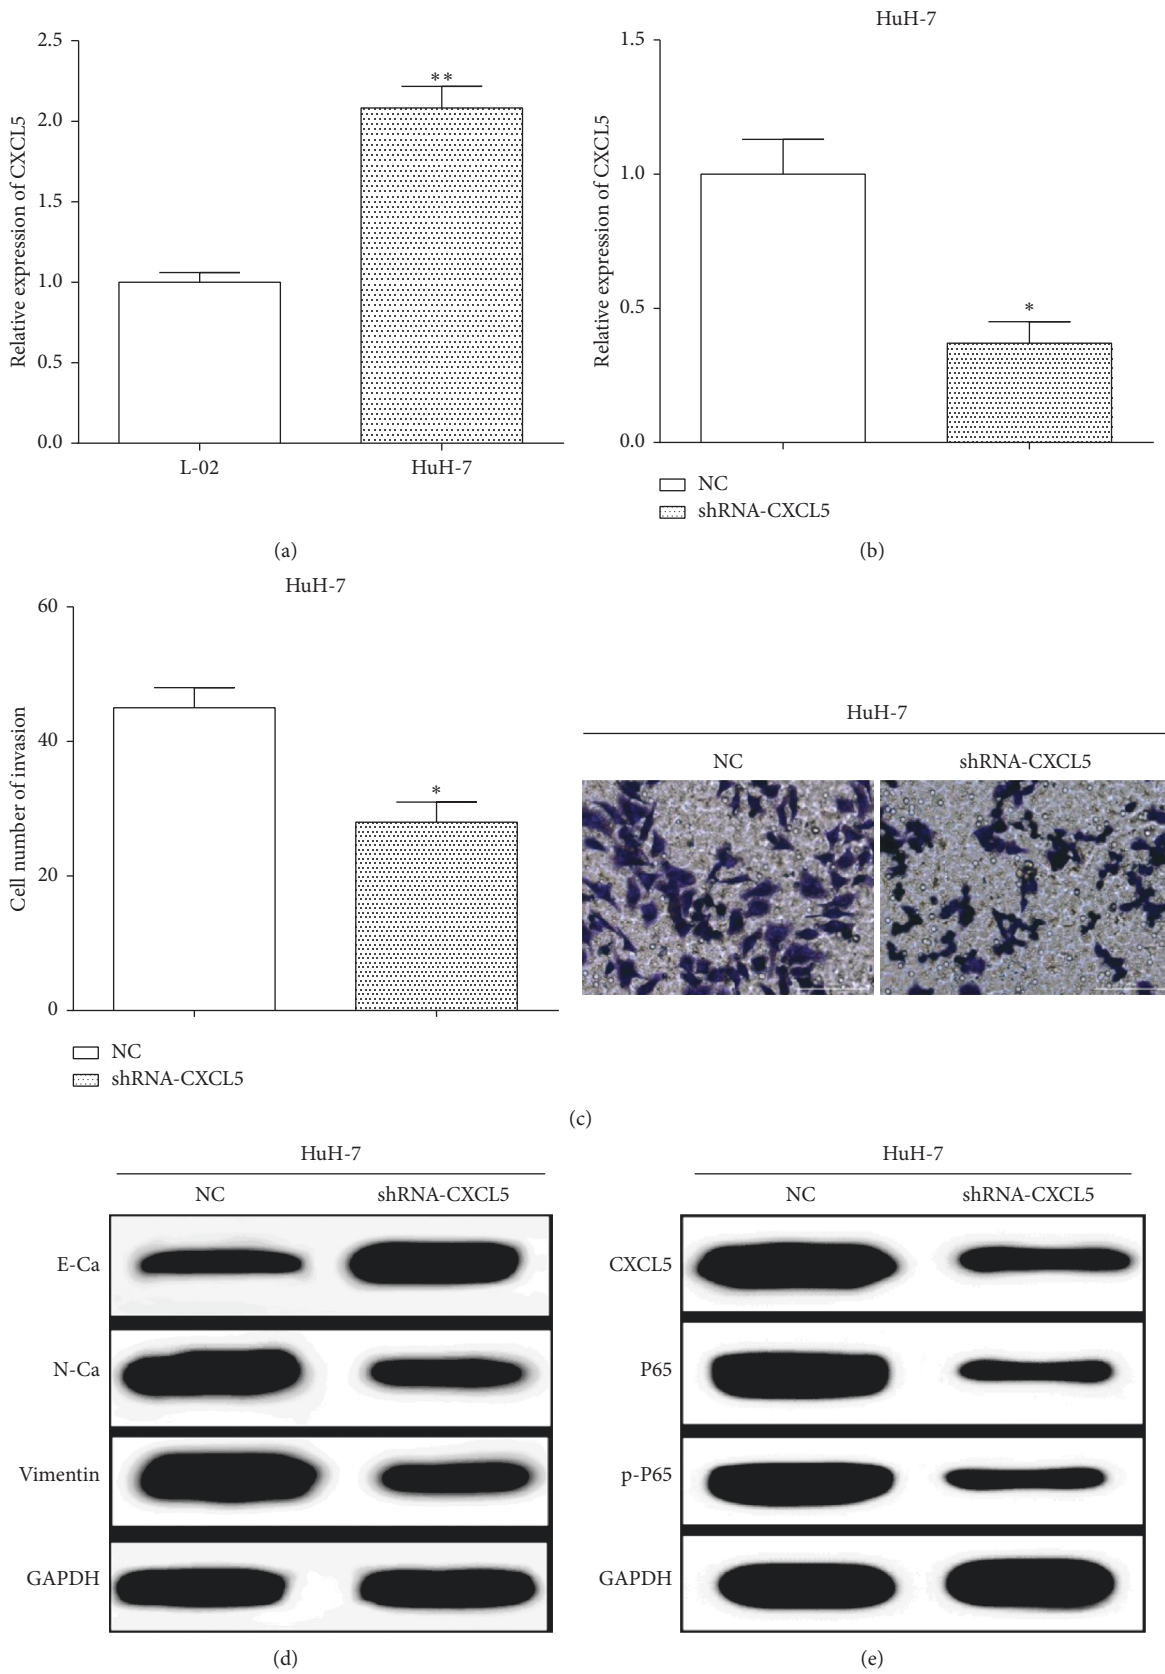 2.5
2.0
1.5
1.0
0.5
0.0
Relative expression of CXCL5
**
L-02 HuH-7
(a)
HuH-7
1.5
1.0
0.5
0.0
Relative expression of CXCL5
*
NC
shRNA-CXCL5
(b)
HuH-7
60
40
20
0
Cell number of invasion
*
NC
shRNA-CXCL5
HuH-7
NC shRNA-CXCL5
(c)
HuH-7
NC shRNA-CXCL5
E-Ca
N-Ca
Vimentin
GAPDH
(d)
HuH-7
NC shRNA-CXCL5
CXCL5
P65
p-P65
GAPDH
(e)